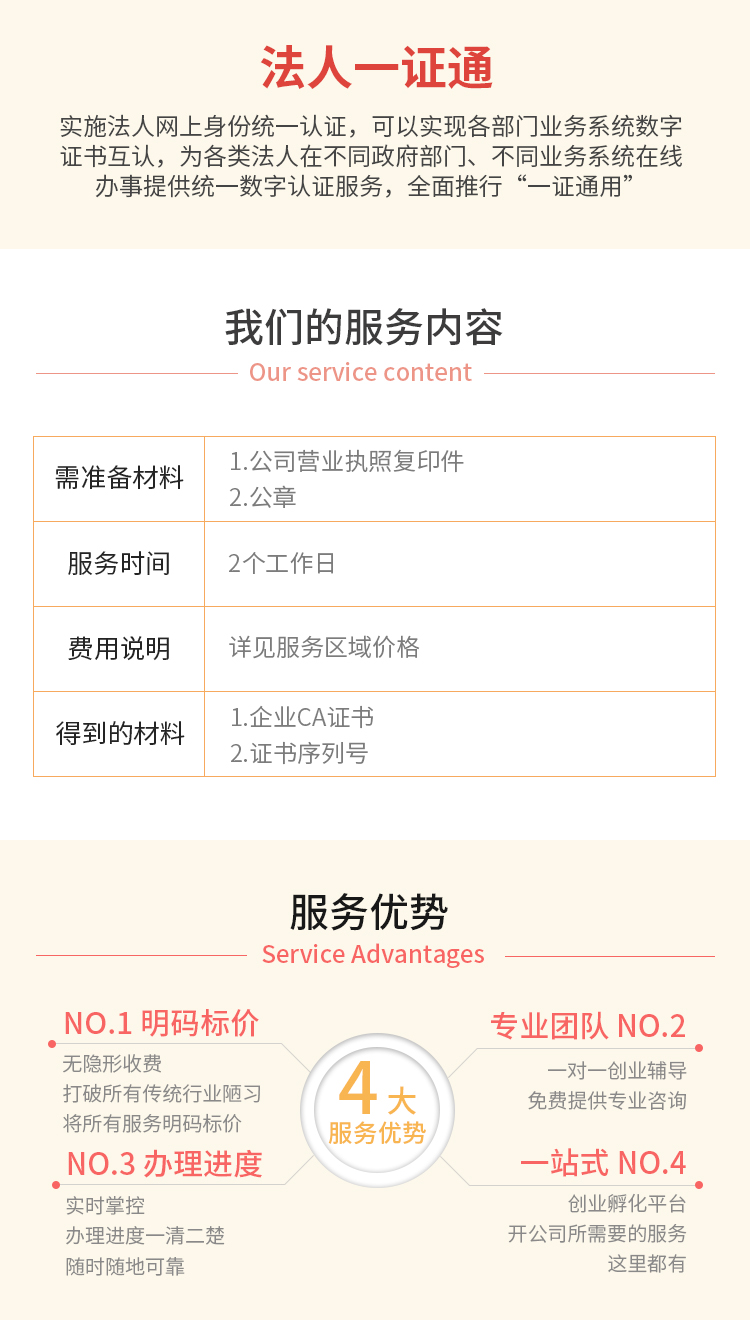 法人一证通
实施法人网上身份统一认证，可以实现各部门业务系统数字
证书互认，为各类法人在不同政府部门、不同业务系统在线
办事提供统一数字认证服务，全面推行“一证通用”
我们的服务内容
Our service content
需准备材料
1.公司营业执照复印件
2.公章
服务时间
2个工作日
费用说明
详见服务区域价格
得到的材料
1.企业CA证书
2.证书序列号
服务优势
Service Advantages
NO.1 明码标价
无隐形收费
打破所有传统行业陋习
将所有服务明码标价
专业团队 NO.2
一对一创业辅导
免费提供专业咨询
4大
服务优势
NO.3 办理进度
实时掌控
办理进度一清二楚
随时随地可靠
一站式 NO.4
创业孵化平台
开公司所需要的服务
这里都有